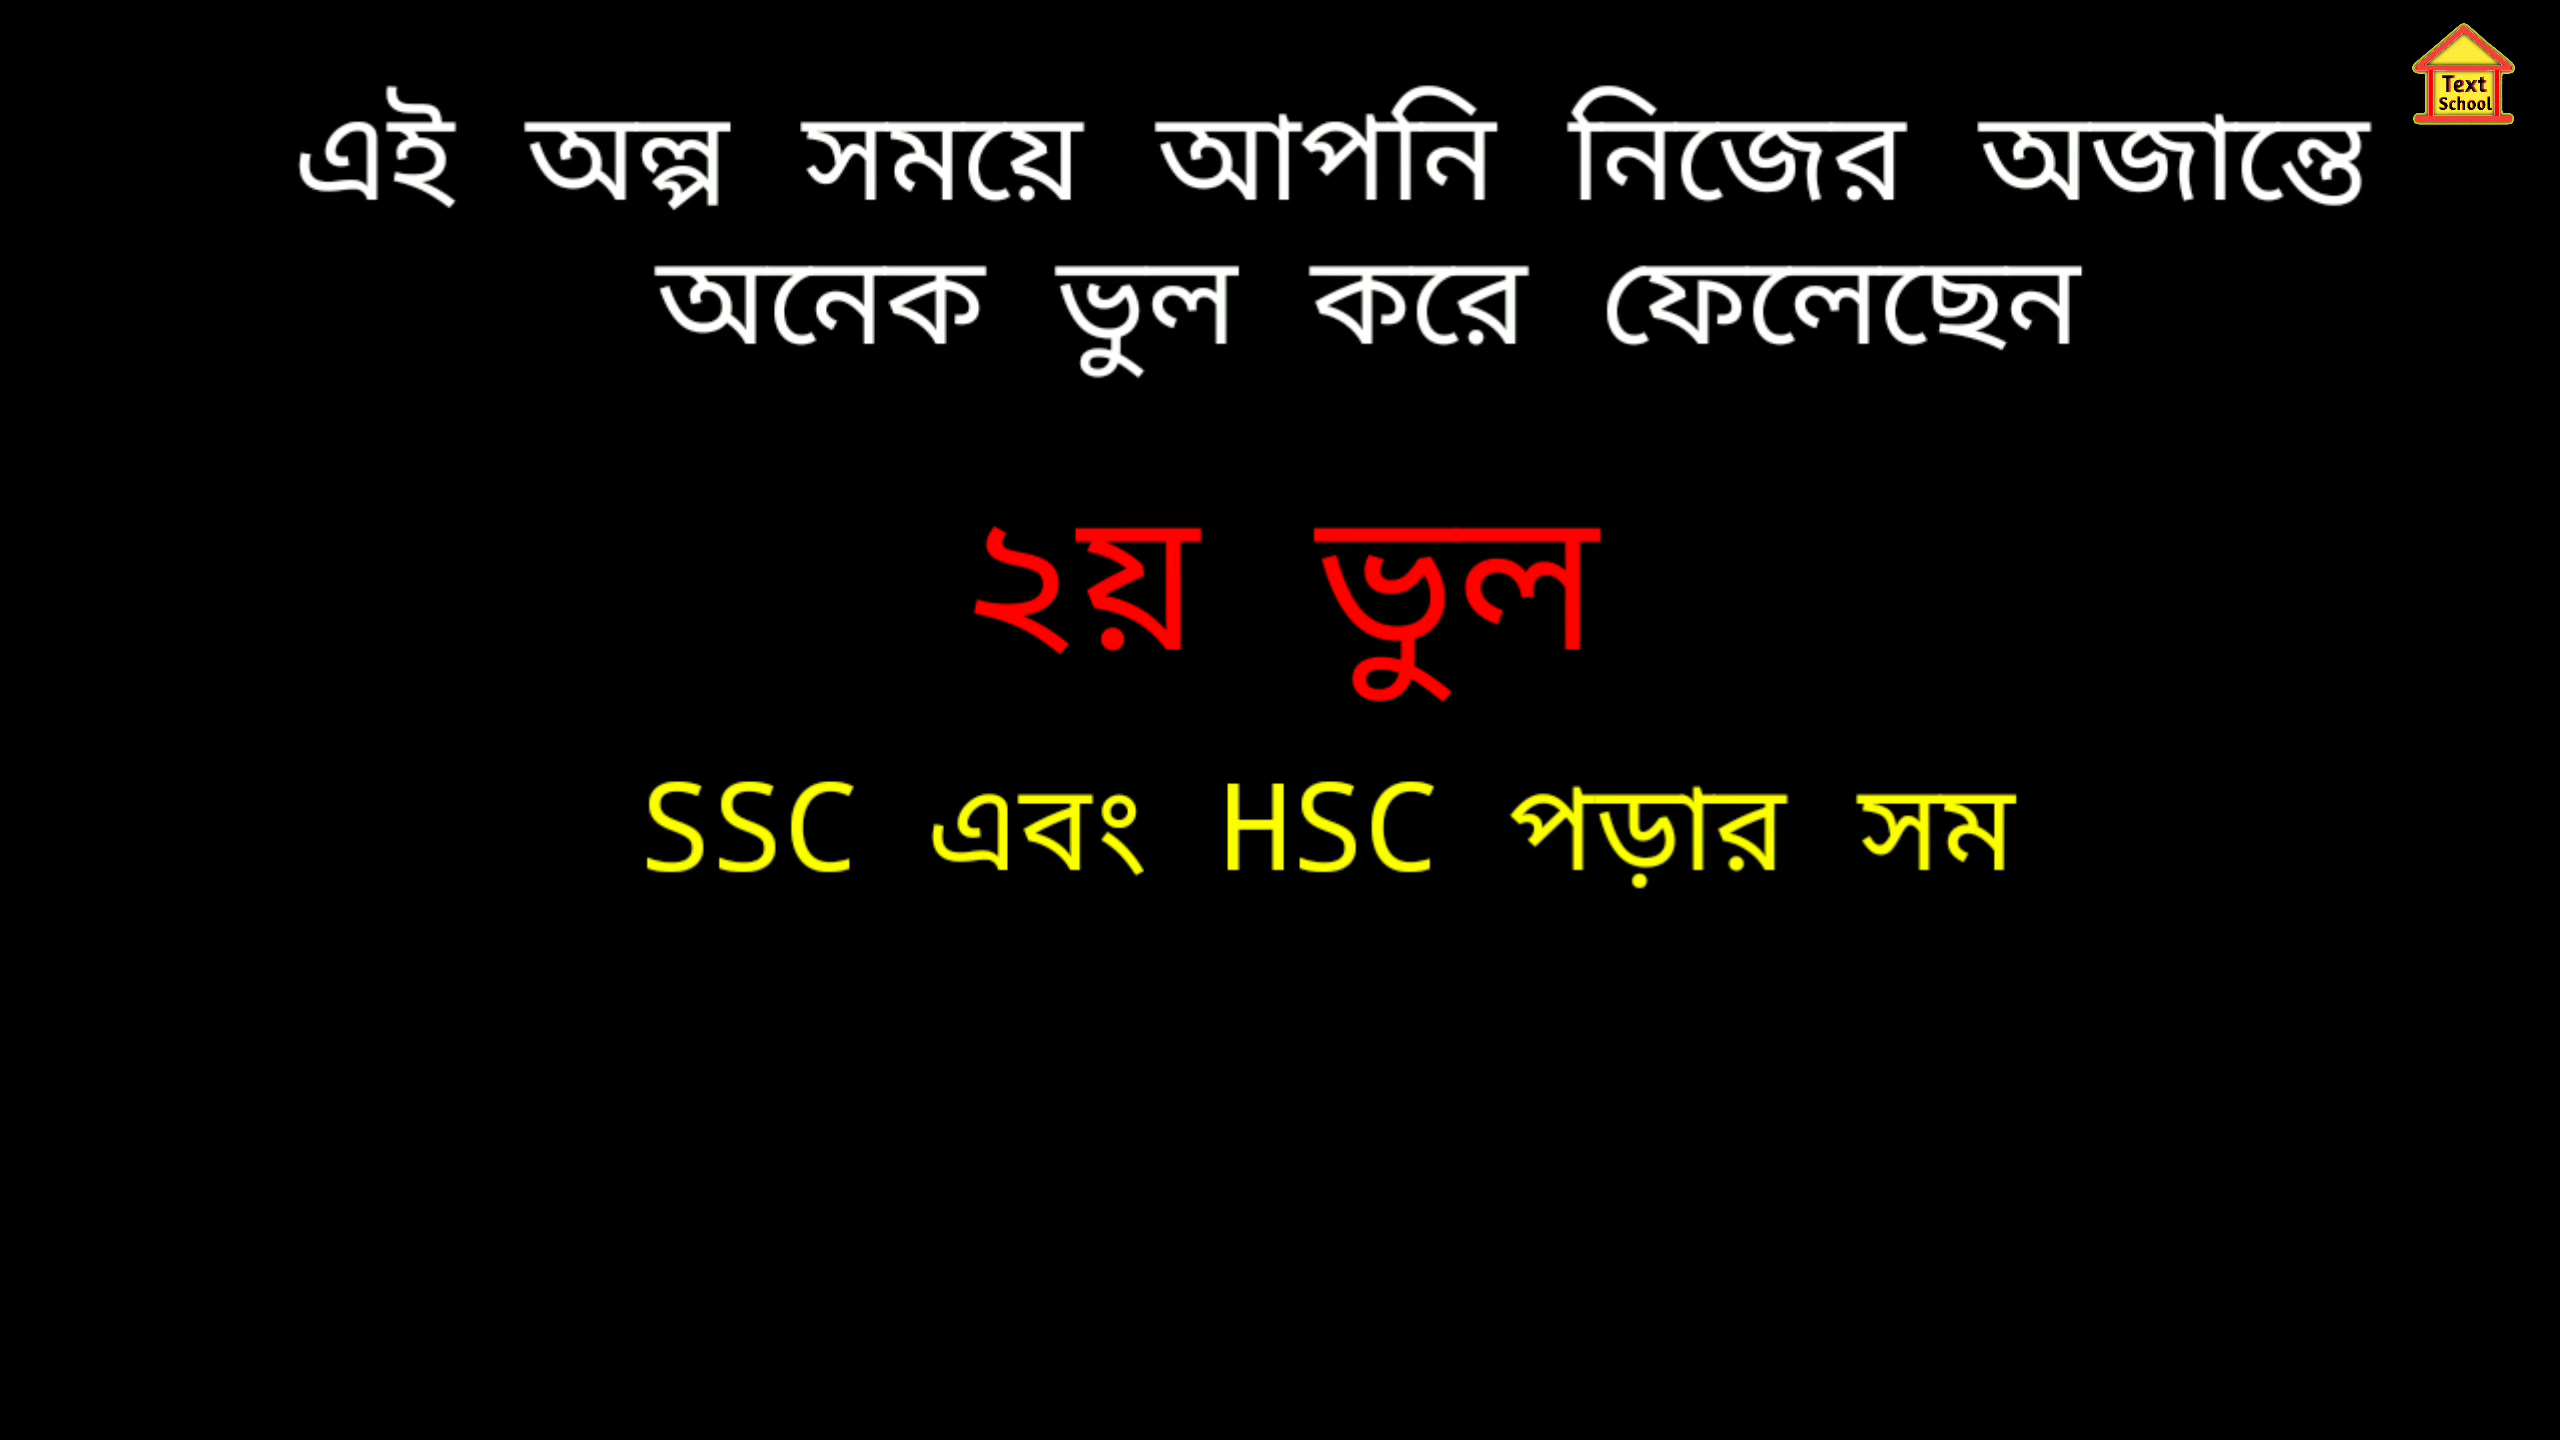 এই অল্প সময়ে আপনি নিজের অজান্তে
অনেক ভুল করে ফেলেছেন
২য় ভুল
SSC এবং HSC পড়ার সম
Text
School